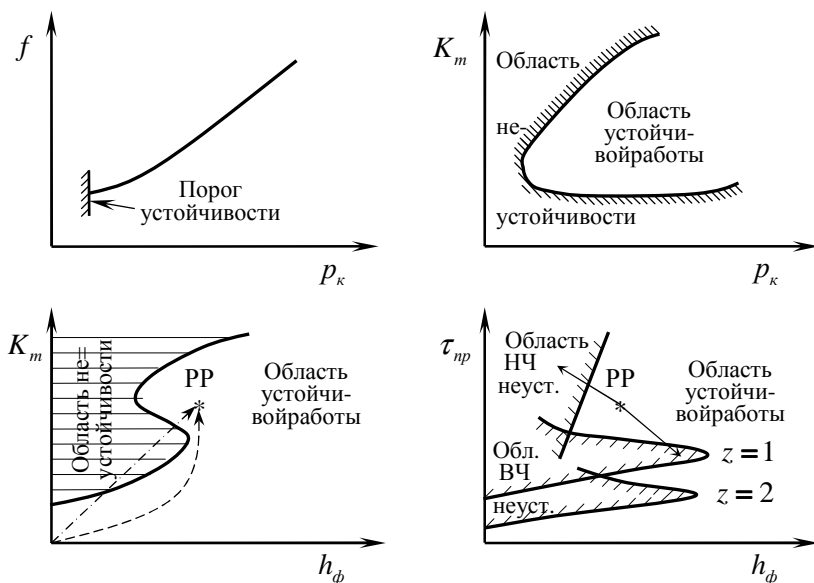 f
Порог
устойчивости
p_к
K_m
Область
не-
устойчивости
Область
устойчи-
войработы
p_к
K_m
Область не=
устойчивости
РР
Область
устойчи-
войработы
h_ф
τ_пр
Область
НЧ
неуст.
РР
Область
устойчи-
войработы
Обл.
ВЧ
неуст.
z = 1
z = 2
h_ф